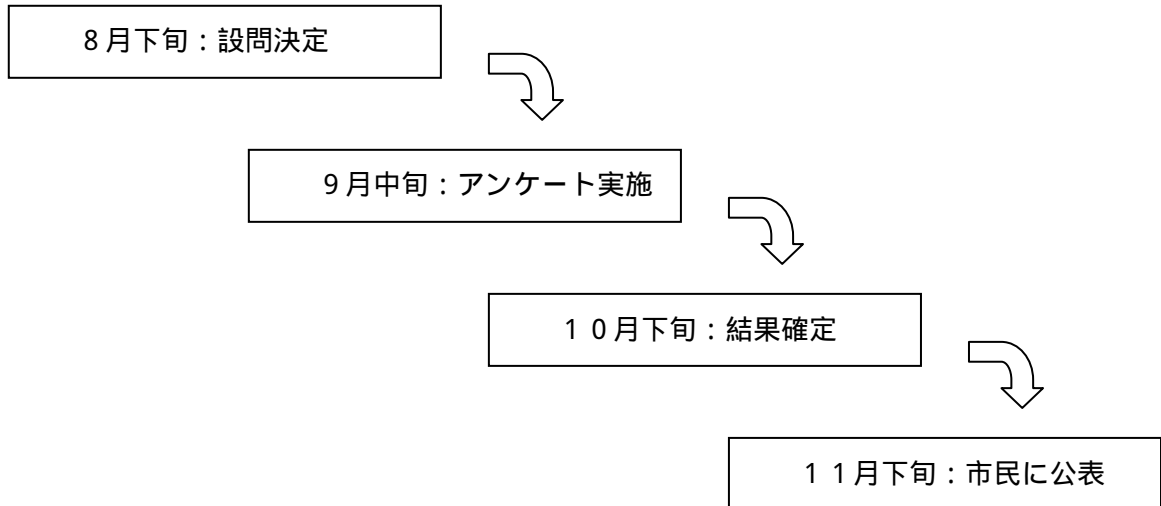 8月下旬：設問決定
9月中旬：アンケート実施
１０月下旬：結果確定
１１月下旬：市民に公表